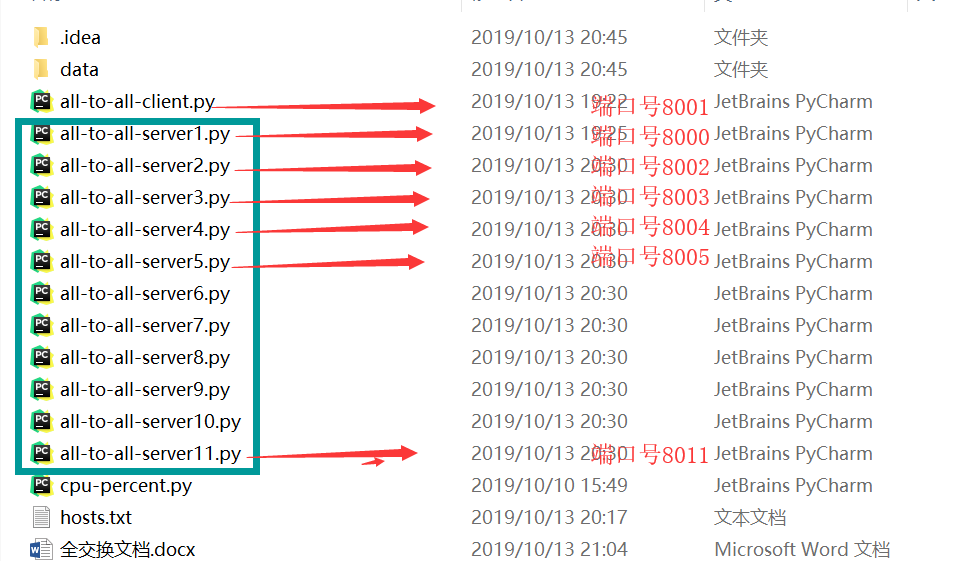 .idea 2019/10/13 20:45 文件夹
data 2019/10/13 20:45 文件夹
all-to-all-client.py 2019/10/13 19:22 端口号8001 JetBrains PyCharm
all-to-all-server1.py 2019/10/13 19:25 端口号8000 JetBrains PyCharm
all-to-all-server2.py 2019/10/13 20:30 端口号8002 JetBrains PyCharm
all-to-all-server3.py 2019/10/13 20:30 端口号8003 JetBrains PyCharm
all-to-all-server4.py 2019/10/13 20:30 端口号8004 JetBrains PyCharm
all-to-all-server5.py 2019/10/13 20:30 端口号8005 JetBrains PyCharm
all-to-all-server6.py 2019/10/13 20:30 JetBrains PyCharm
all-to-all-server7.py 2019/10/13 20:30 JetBrains PyCharm
all-to-all-server8.py 2019/10/13 20:30 JetBrains PyCharm
all-to-all-server9.py 2019/10/13 20:30 JetBrains PyCharm
all-to-all-server10.py 2019/10/13 20:30 JetBrains PyCharm
all-to-all-server11.py 2019/10/13 20:30 端口号8011 JetBrains PyCharm
cpu-percent.py 2019/10/10 15:49 JetBrains PyCharm
hosts.txt 2019/10/13 20:17 文本文档
全交换文档.docx 2019/10/13 21:04 Microsoft Word 文档